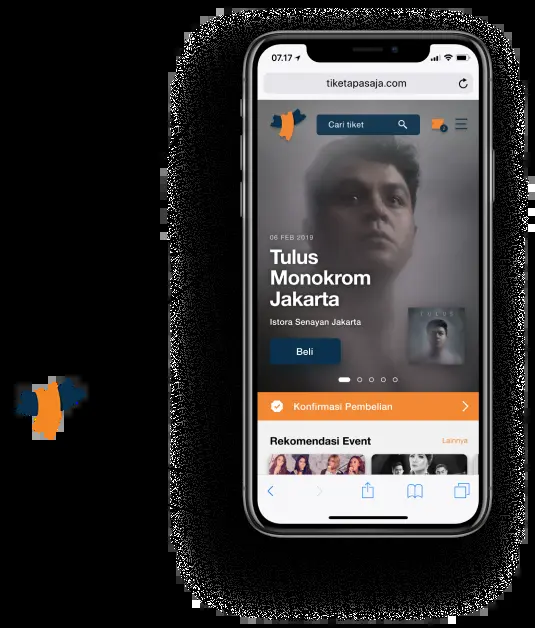 07.17
tiketapasaja.com
Cari tiket
06 FEB 2019
Tulus
Monokrom
Jakarta
Istora Senayan Jakarta
TULUS
Beli
Konfirmasi Pembelian
Rekomendasi Event
Lainnya